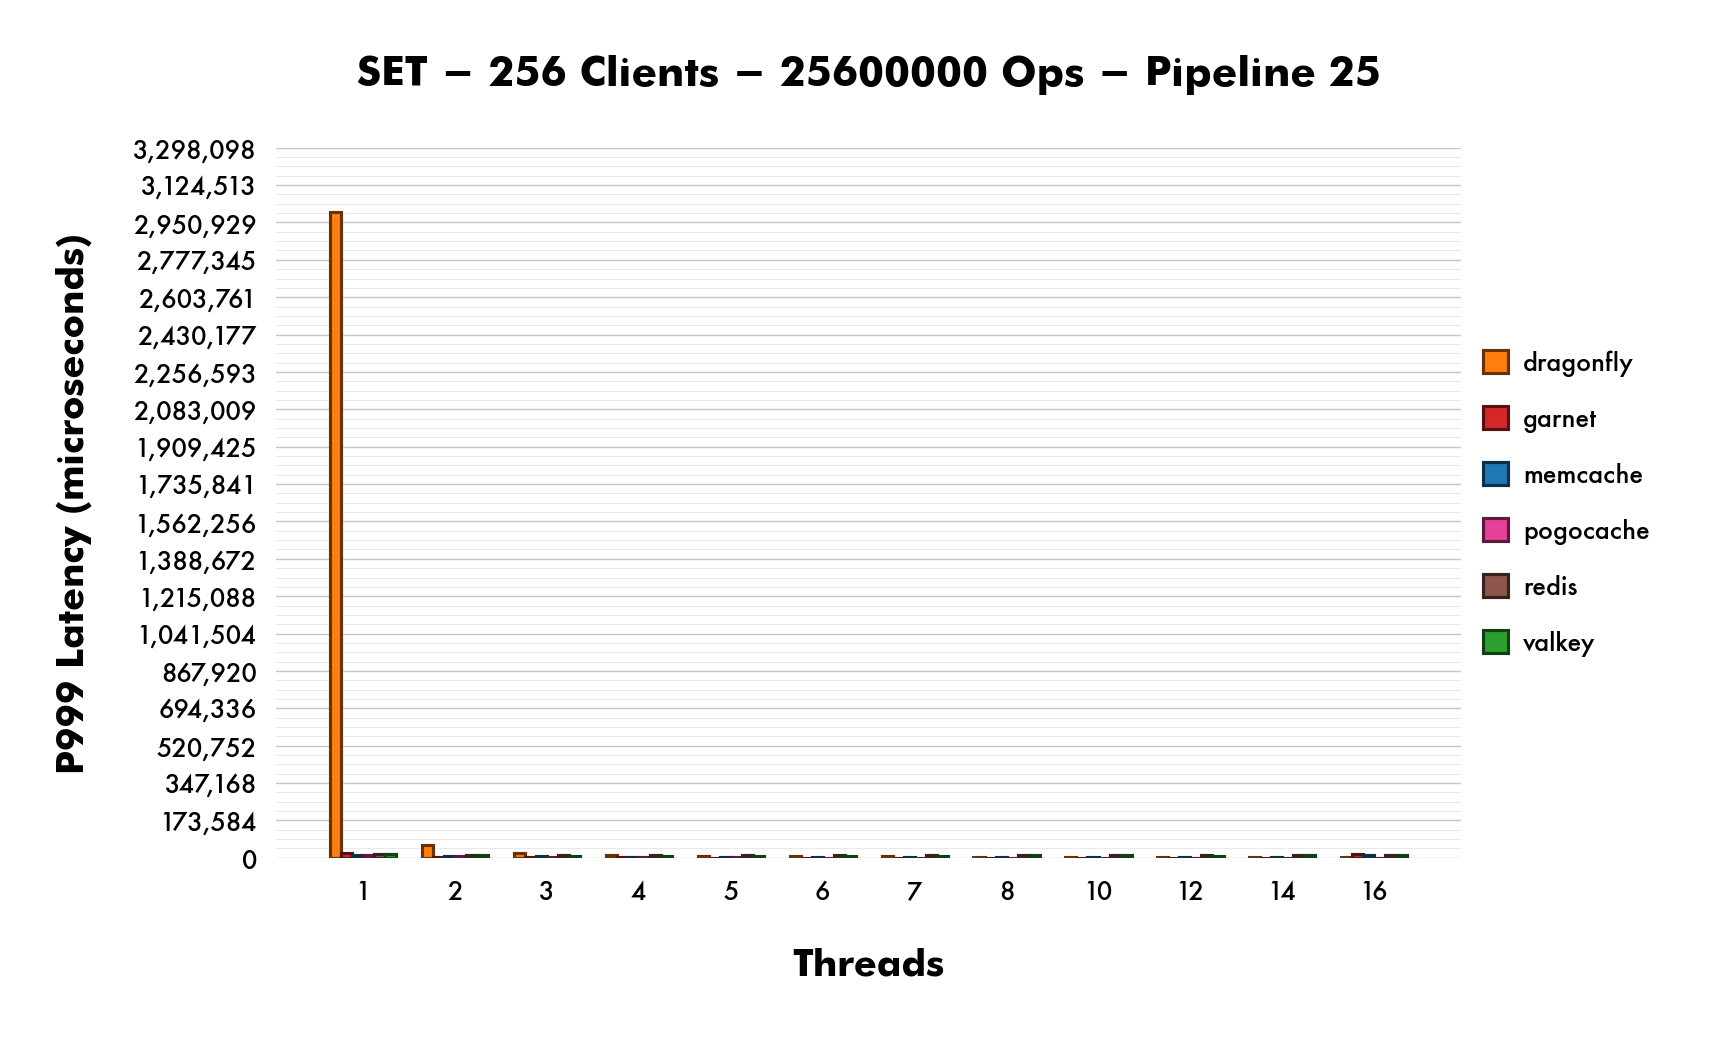 SET – 256 Clients – 25600000 Ops – Pipeline 25
P999 Latency (microseconds)
3,298,098
3,124,513
2,950,929
2,777,345
2,603,761
2,430,177
2,256,593
2,083,009
1,909,425
1,735,841
1,562,256
1,388,672
1,215,088
1,041,504
867,920
694,336
520,752
347,168
173,584
0
1 2 3 4 5 6 7 8 10 12 14 16
Threads
dragonfly
garnet
memcache
pogocache
redis
valkey